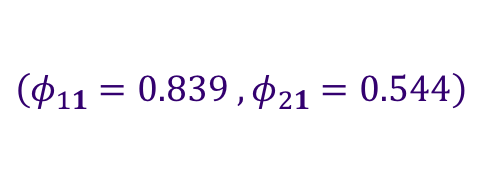 (ϕ₁𝟏 = 0.839 , ϕ₂𝟏 = 0.544)